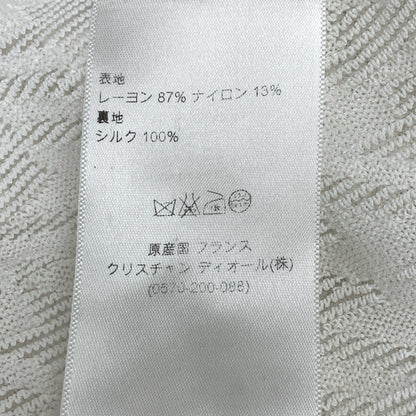 表地
レーヨン 87% ナイロン 13%
裏地
シルク 100%
原産国 フランス
クリスチャン ディオール(株)
(0570-200-088)